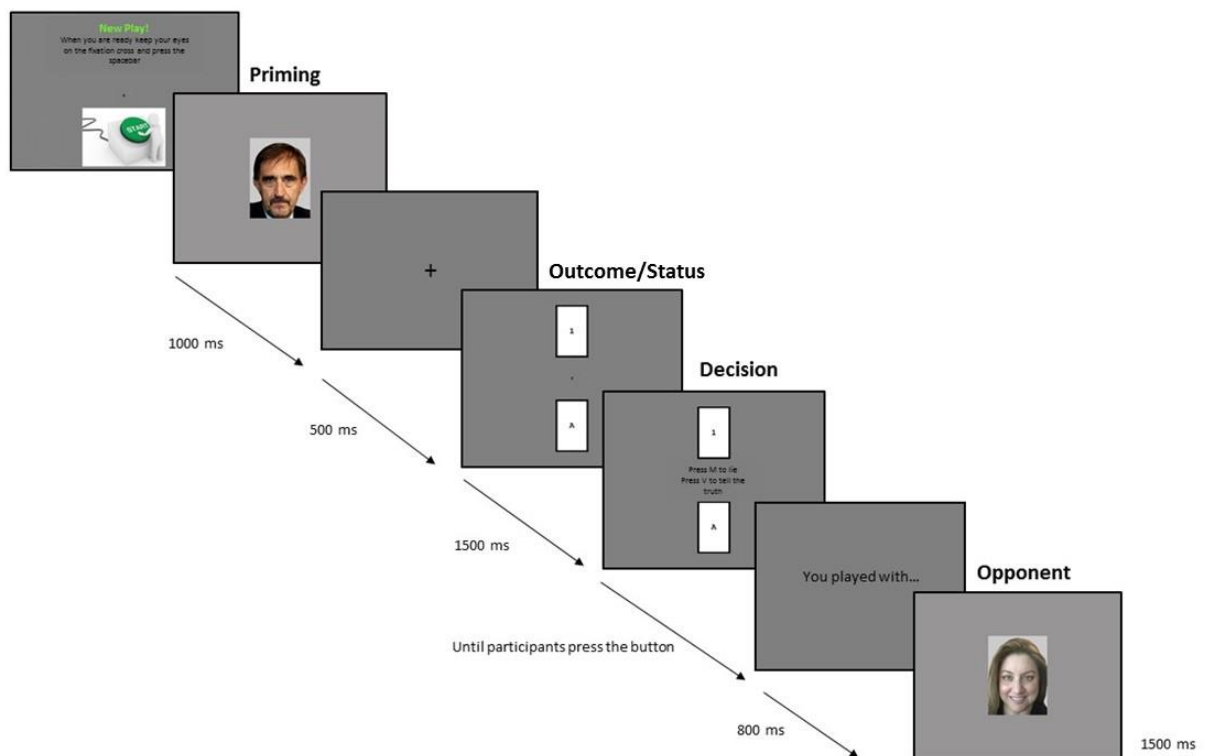 New Play!
When you are ready keep your eyes
on the fixation cross and press the
spacebar
START
Priming
+
Outcome/Status
1
Decision
1
Press M to lie
Press V to tell the
truth
You played with...
Opponent
1000 ms
500 ms
1500 ms
Until participants press the button
800 ms
1500 ms